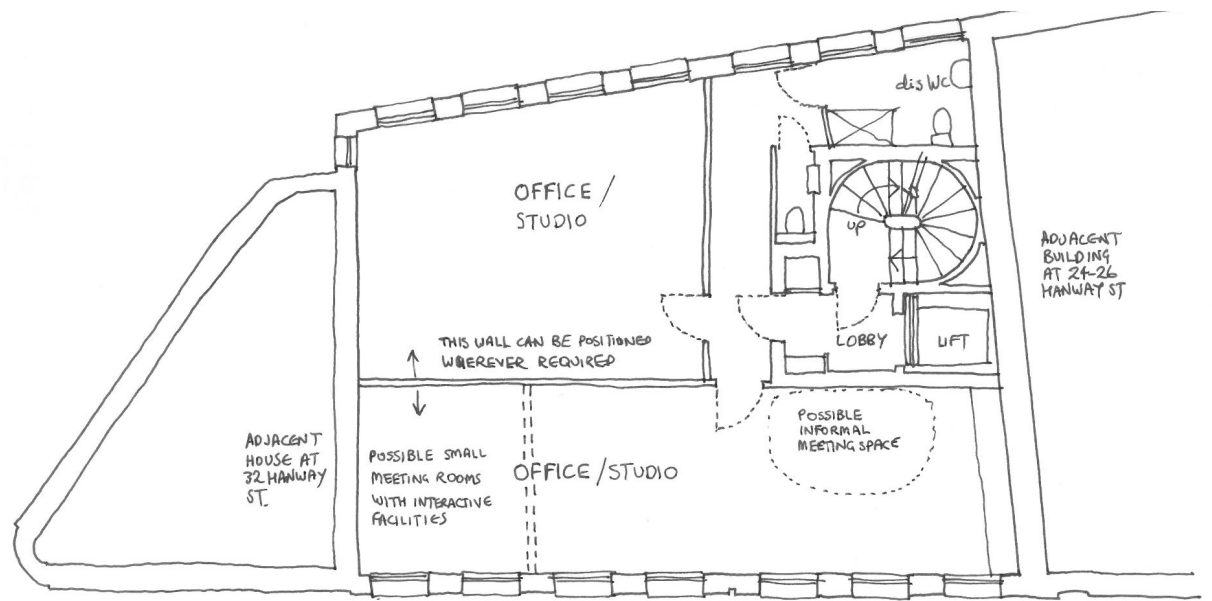 dis WC
OFFICE /
STUDIO
UP
ADJACENT
BUILDING
AT 24-26
HANWAY ST
THIS WALL CAN BE POSITIONED
WHEREVER REQUIRED
LOBBY
LIFT
POSSIBLE
INFORMAL
MEETING SPACE
ADJACENT
HOUSE AT
32 HANWAY
ST.
POSSIBLE SMALL
MEETING ROOMS
WITH INTERACTIVE
FACILITIES
OFFICE / STUDIO